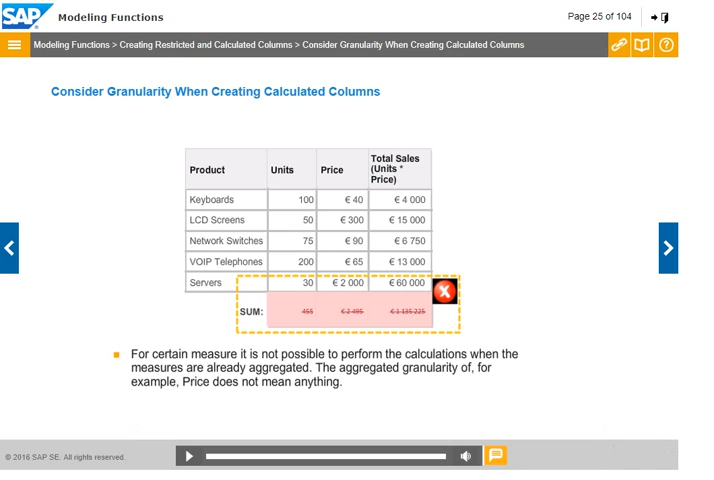 SAP
Modeling Functions
Page 25 of 104
Modeling Functions > Creating Restricted and Calculated Columns > Consider Granularity When Creating Calculated Columns
Consider Granularity When Creating Calculated Columns
Product Units Price Total Sales (Units * Price)
Keyboards 100 € 40 € 4 000
LCD Screens 50 € 300 € 15 000
Network Switches 75 € 90 € 6 750
VOIP Telephones 200 € 65 € 13 000
Servers 30 € 2 000 € 60 000
X
SUM: 455 € 2 495 € 1 135 225
For certain measure it is not possible to perform the calculations when the
measures are already aggregated. The aggregated granularity of, for
example, Price does not mean anything.
© 2016 SAP SE. All rights reserved.